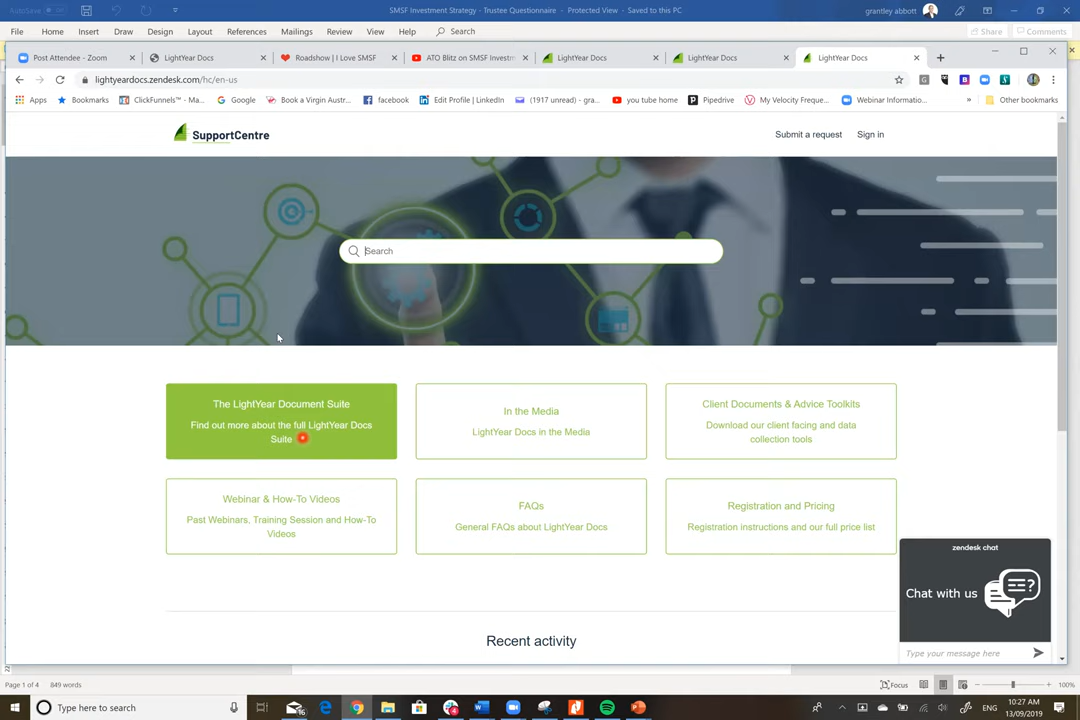 AutoSave
SMSF Investment Strategy - Trustee Questionnaire - Protected View - Saved to this PC
grantley abbott
File Home Insert Draw Design Layout References Mailings Review View Help Search Share Comments
Post Attendee - Zoom LightYear Docs Roadshow | I Love SMSF ATO Blitz on SMSF Investm LightYear Docs LightYear Docs LightYear Docs
lightyeardocs.zendesk.com/hc/en-us
Apps Bookmarks ClickFunnels™ - Ma... Google Book a Virgin Austr... facebook Edit Profile | LinkedIn (1917 unread) - gra... you tube home Pipedrive My Velocity Freque... Webinar Informatio... » Other bookmarks
SupportCentre
Submit a request Sign in
Search
The LightYear Document Suite
Find out more about the full LightYear Docs
Suite
In the Media
LightYear Docs in the Media
Client Documents & Advice Toolkits
Download our client facing and data
collection tools
Webinar & How-To Videos
Past Webinars, Training Session and How-To
Videos
FAQs
General FAQs about LightYear Docs
Registration and Pricing
Registration instructions and our full price list
zendesk chat
Chat with us
Type your message here
Recent activity
Page 1 of 4 849 words
Focus
100%
Type here to search
ENG
10:27 AM
13/09/2019